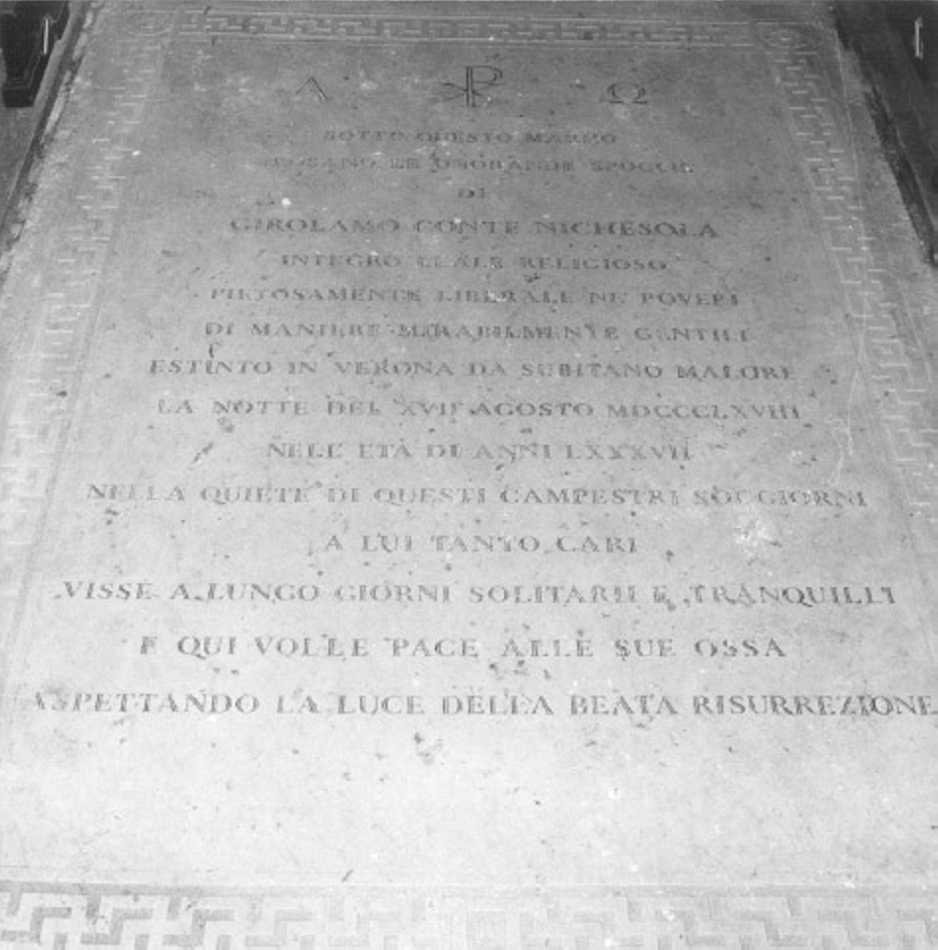 Α ☧ Ω
SOTTO QUESTO MARMO
POSANO LE ONORANDE SPOGLIE
DI
GIROLAMO CONTE NICHESOLA
INTEGRO LEALE RELIGIOSO
PIETOSAMENTE LIBERALE NE' POVERI
DI MANIERE MIRABILMENTE GENTILI
ESTINTO IN VERONA DA SUBITANO MALORE
LA NOTTE DEL XVII AGOSTO MDCCCLXVIII
NELL' ETÀ DI ANNI LXXXVII
NELLA QUIETE DI QUESTI CAMPESTRI SOGGIORNI
A LUI TANTO CARI
VISSE A LUNGO GIORNI SOLITARII E TRANQUILLI
E QUI VOLLE PACE ALLE SUE OSSA
ASPETTANDO LA LUCE DELLA BEATA RISURREZIONE